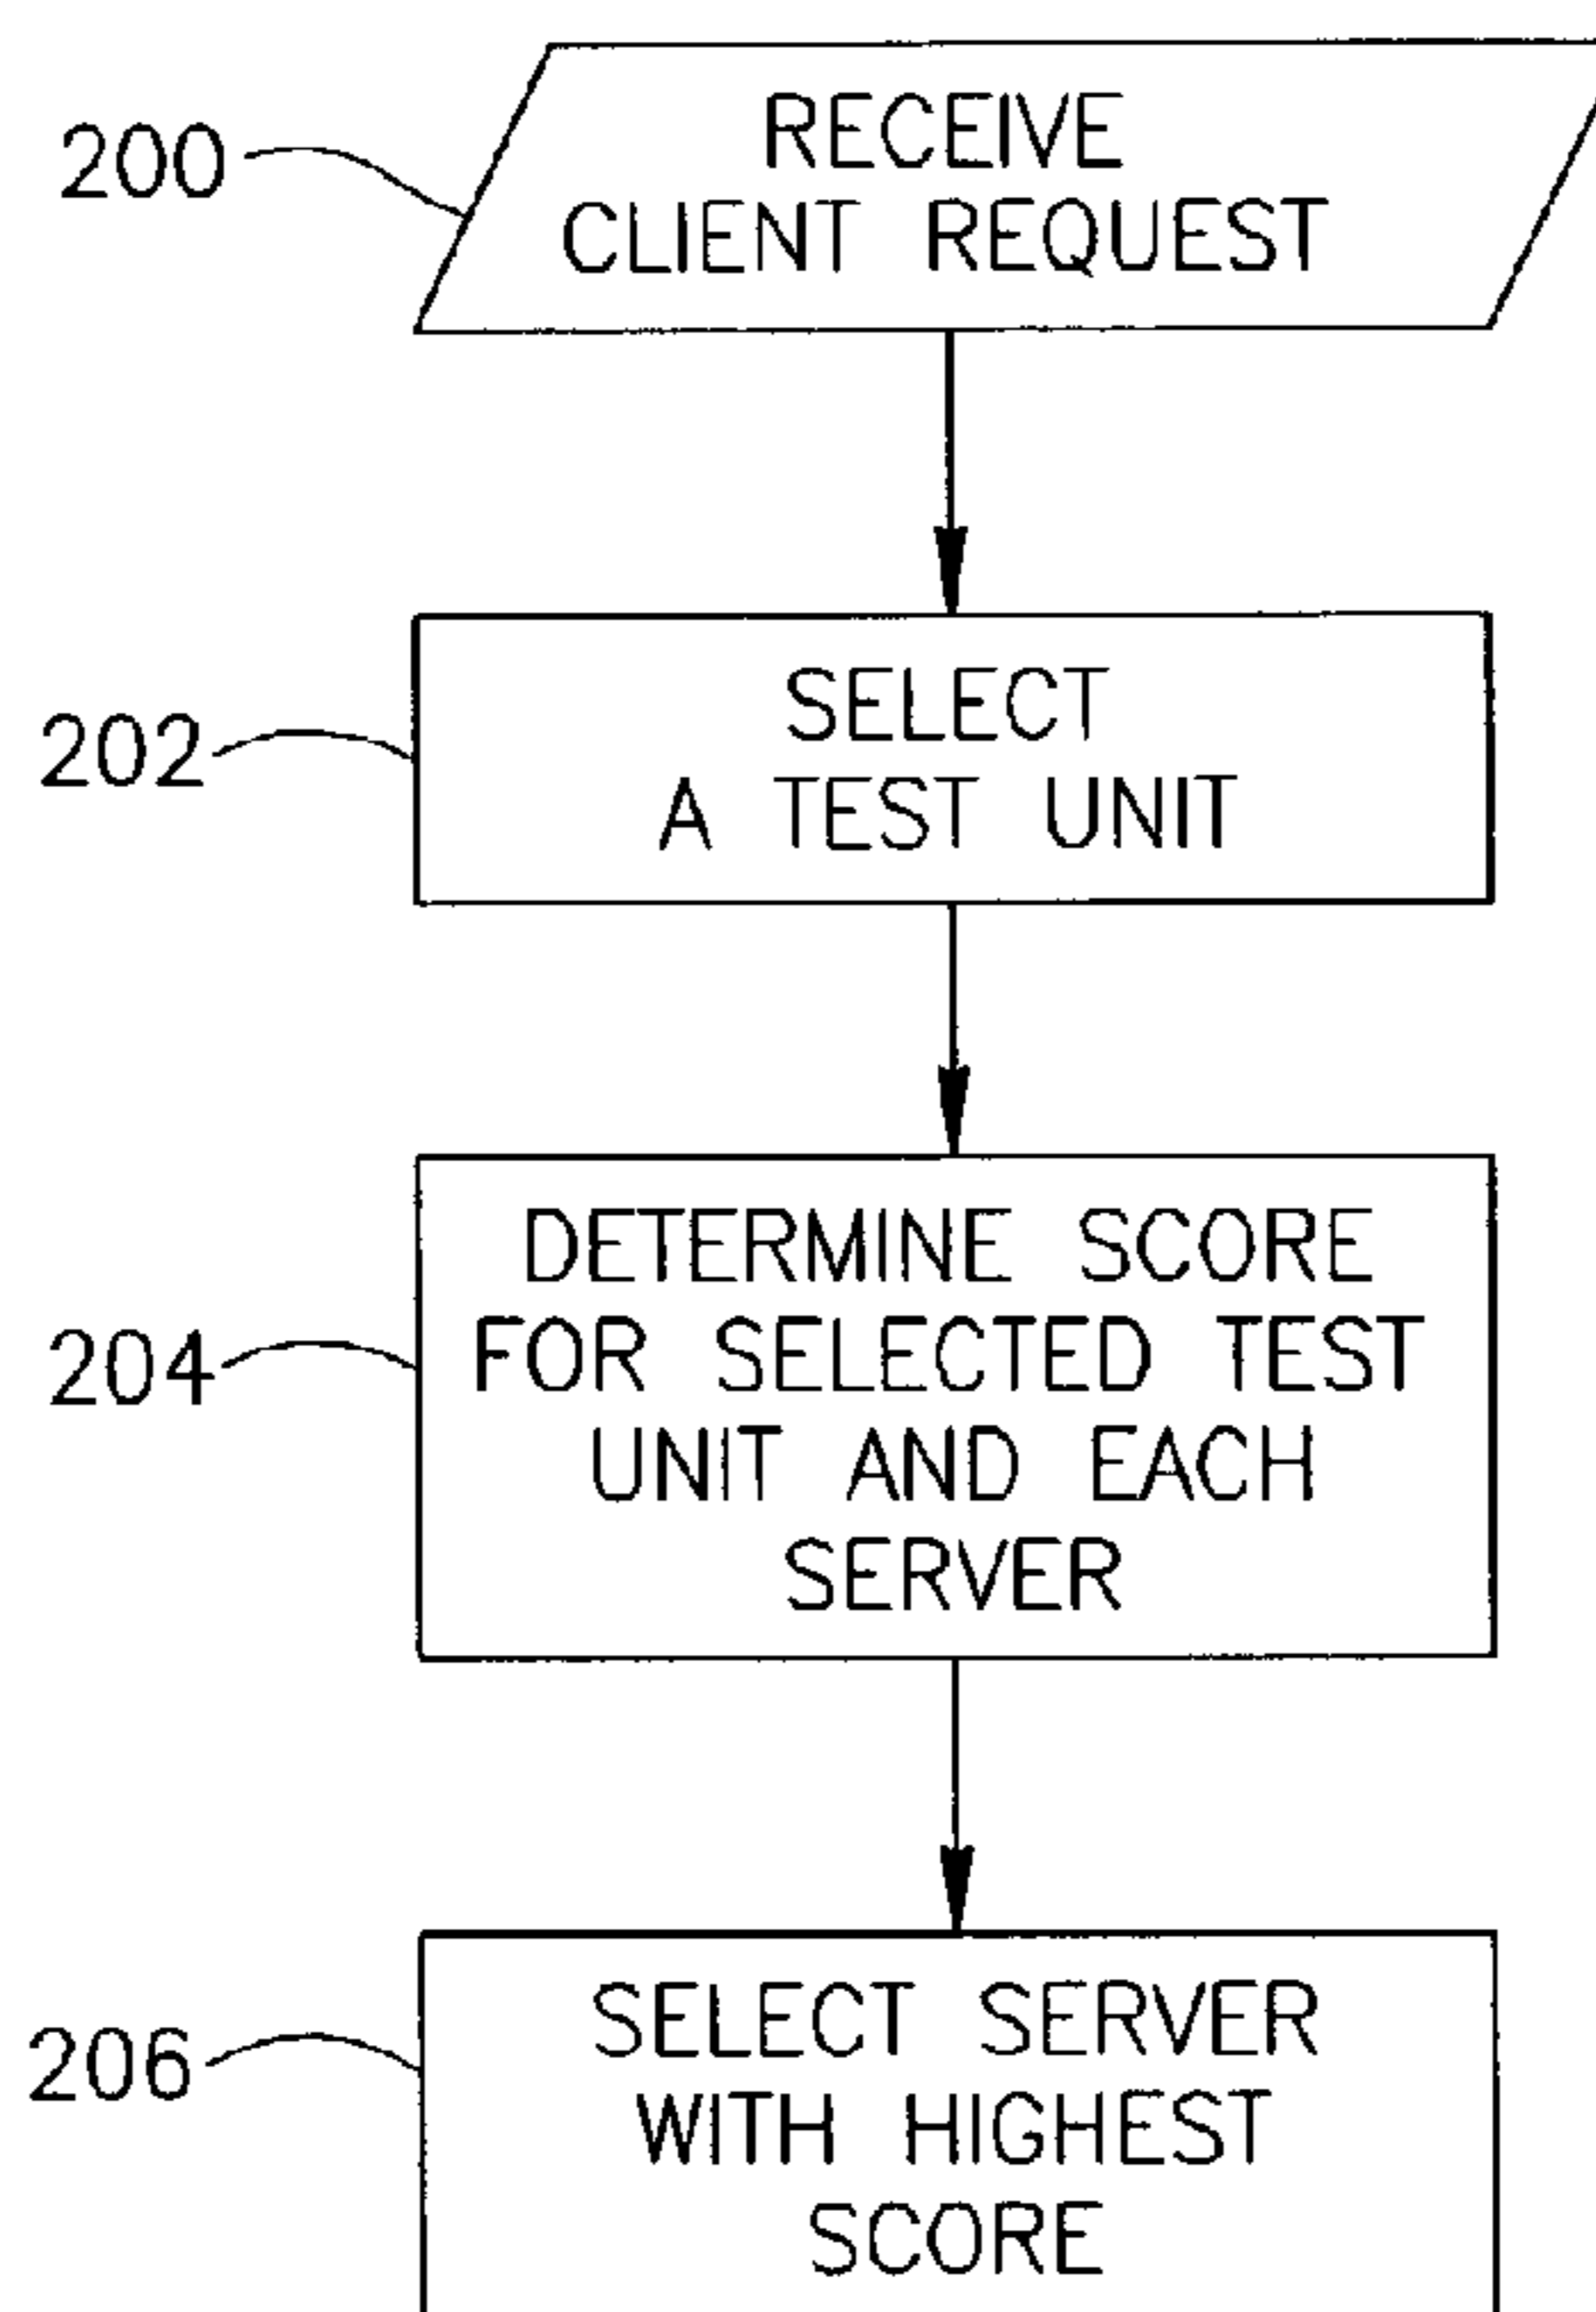 200
RECEIVE
CLIENT REQUEST
202
SELECT
A TEST UNIT
204
DETERMINE SCORE
FOR SELECTED TEST
UNIT AND EACH
SERVER
206
SELECT SERVER
WITH HIGHEST
SCORE